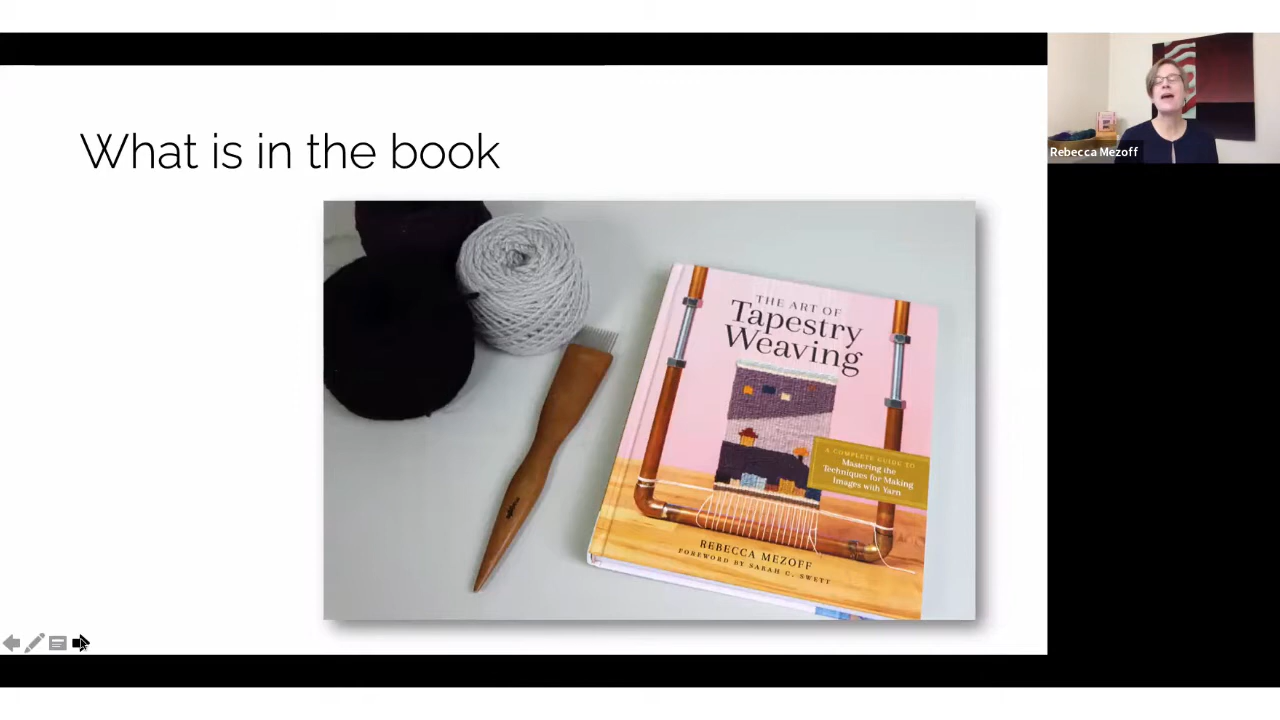 What is in the book
THE ART OF
Tapestry
Weaving
A COMPLETE GUIDE TO
Mastering the
Techniques for Making
Images with Yarn
REBECCA MEZOFF
FOREWORD BY SARAH C. SWETT
Rebecca Mezoff